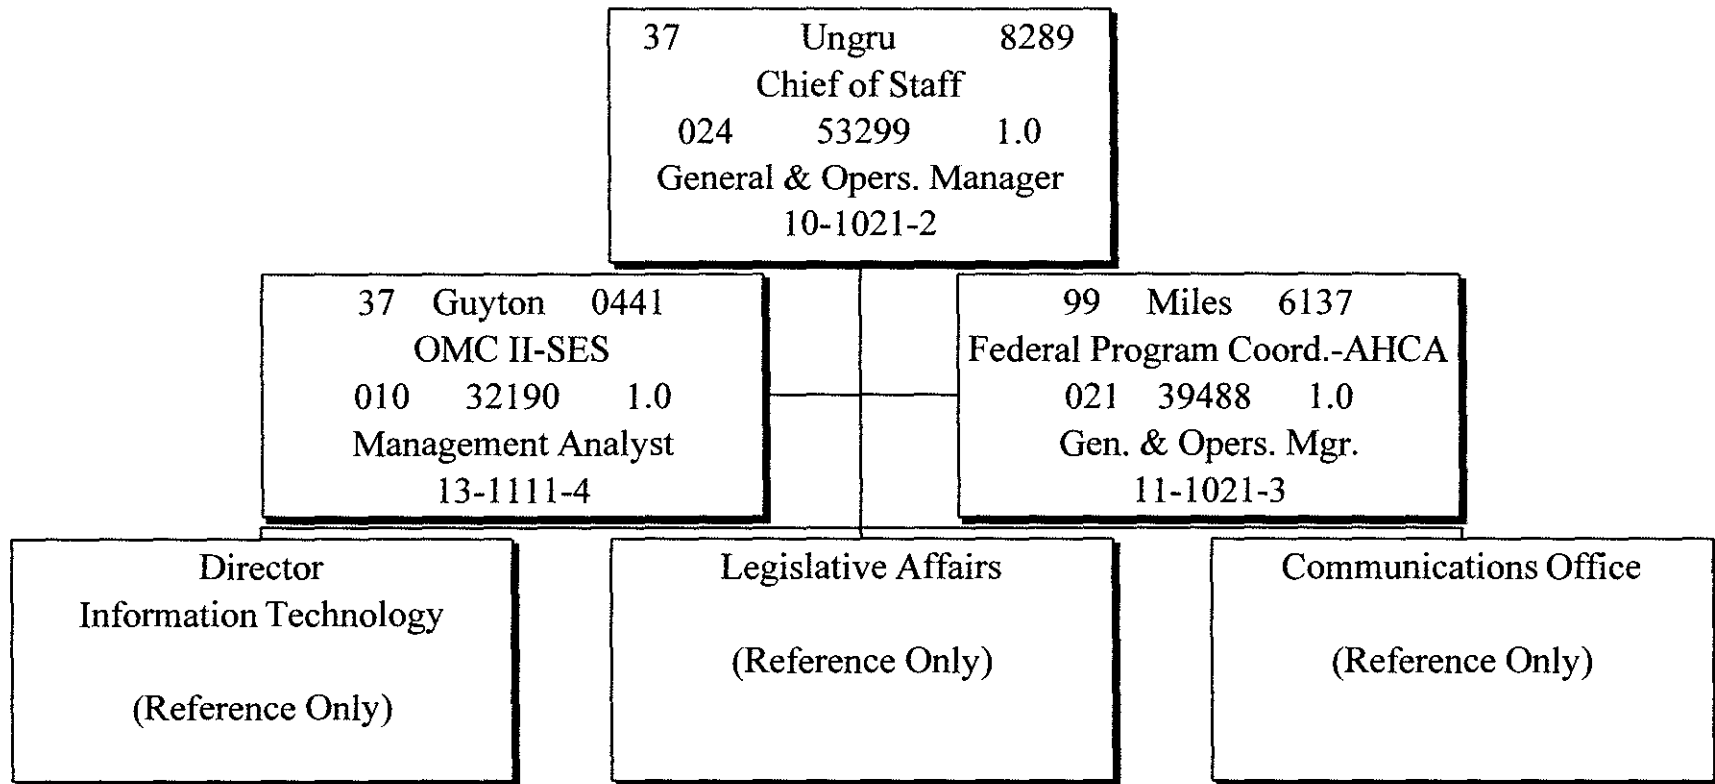 37 Ungru 8289
Chief of Staff
024 53299 1.0
General & Opers. Manager
10-1021-2
37 Guyton 0441
OMC II-SES
010 32190 1.0
Management Analyst
13-1111-4
99 Miles 6137
Federal Program Coord.-AHCA
021 39488 1.0
Gen. & Opers. Mgr.
11-1021-3
Director
Information Technology
(Reference Only)
Legislative Affairs
(Reference Only)
Communications Office
(Reference Only)